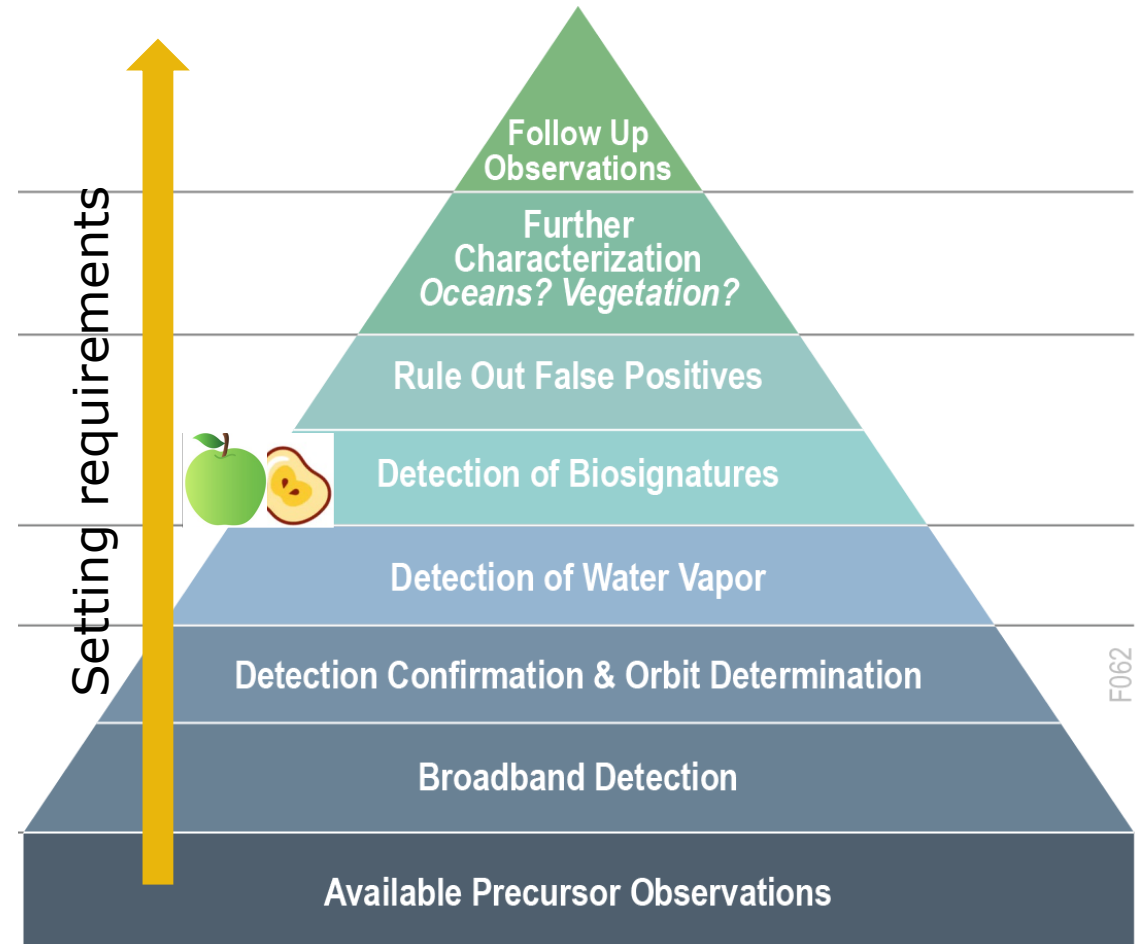 Setting requirements
Follow Up
Observations
Further
Characterization
Oceans? Vegetation?
Rule Out False Positives
Detection of Biosignatures
Detection of Water Vapor
Detection Confirmation & Orbit Determination
Broadband Detection
Available Precursor Observations
F062